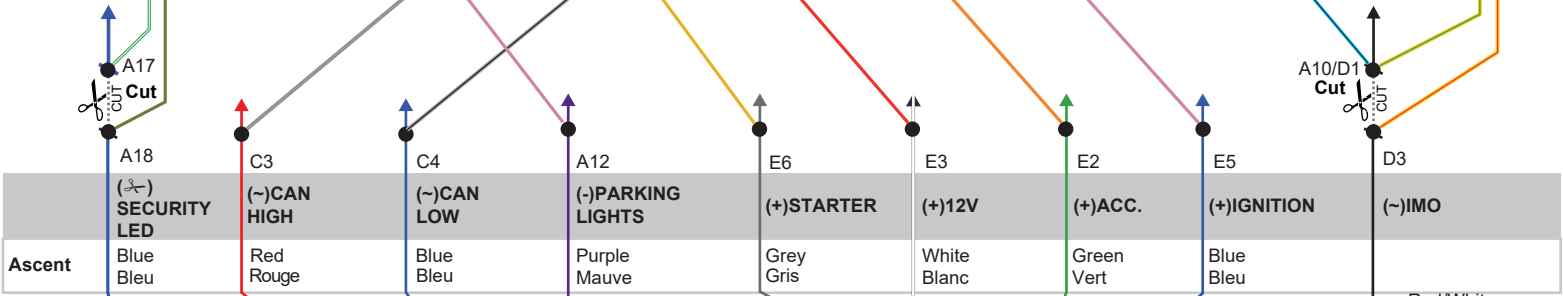 A17
CUT
Cut
A10/D1
Cut
CUT
A18
C3
C4
A12
E6
E3
E2
E5
D3
(✂)
SECURITY
LED
(~)CAN
HIGH
(~)CAN
LOW
(-)PARKING
LIGHTS
(+)STARTER
(+)12V
(+)ACC.
(+)IGNITION
(~)IMO
Ascent
Blue
Bleu
Red
Rouge
Blue
Bleu
Purple
Mauve
Grey
Gris
White
Blanc
Green
Vert
Blue
Bleu